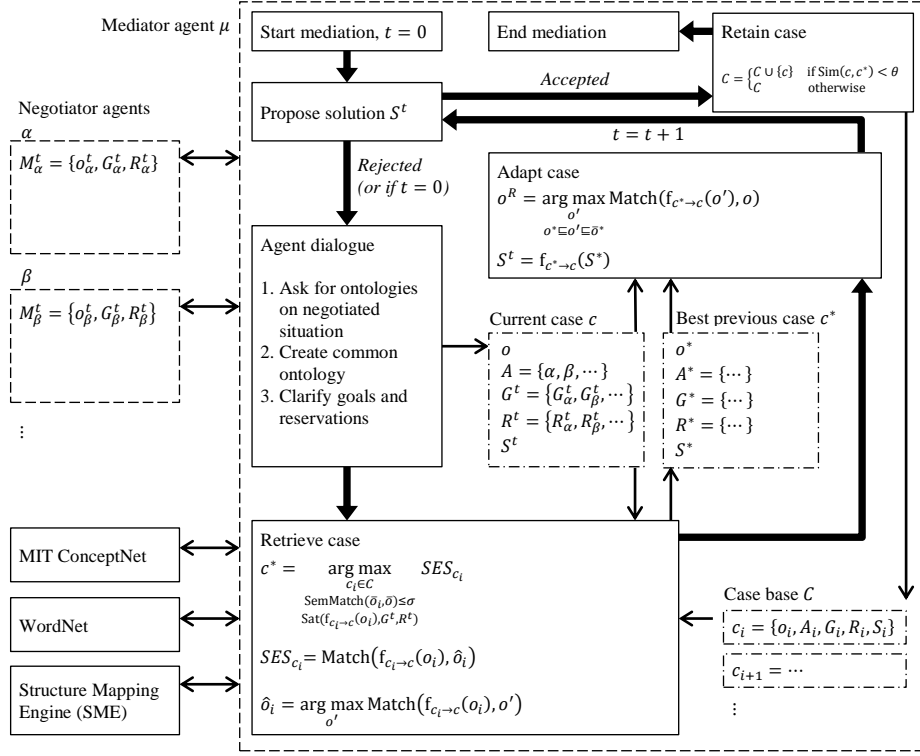 Mediator agent μ
Start mediation, t = 0
End mediation
Retain case
C = {C ∪ {c} if Sim(c, c*) < θ
C otherwise
Accepted
Propose solution S^t
t = t + 1
Negotiator agents
α
M_α^t = {o_α^t, G_α^t, R_α^t}
Rejected
(or if t = 0)
Adapt case
o^R = arg max Match(f_{c*→c}(o′), o)
o′
o*⊑o′⊑ō*
S^t = f_{c*→c}(S*)
β
M_β^t = {o_β^t, G_β^t, R_β^t}
⋮
Agent dialogue
1. Ask for ontologies
on negotiated
situation
2. Create common
ontology
3. Clarify goals and
reservations
Current case c
o
A = {α, β, ⋯}
G^t = {G_α^t, G_β^t, ⋯}
R^t = {R_α^t, R_β^t, ⋯}
S^t
Best previous case c*
o*
A* = {⋯}
G* = {⋯}
R* = {⋯}
S*
MIT ConceptNet
WordNet
Structure Mapping
Engine (SME)
Retrieve case
c* = arg max SES_{c_i}
c_i∈C
SemMatch(ō_i,ō)≤σ
Sat(f_{c_i→c}(o_i),G^t,R^t)
SES_{c_i} = Match(f_{c_i→c}(o_i), ô_i)
ô_i = arg max Match(f_{c_i→c}(o_i), o′)
o′
Case base C
c_i = {o_i, A_i, G_i, R_i, S_i}
c_{i+1} = ⋯
⋮